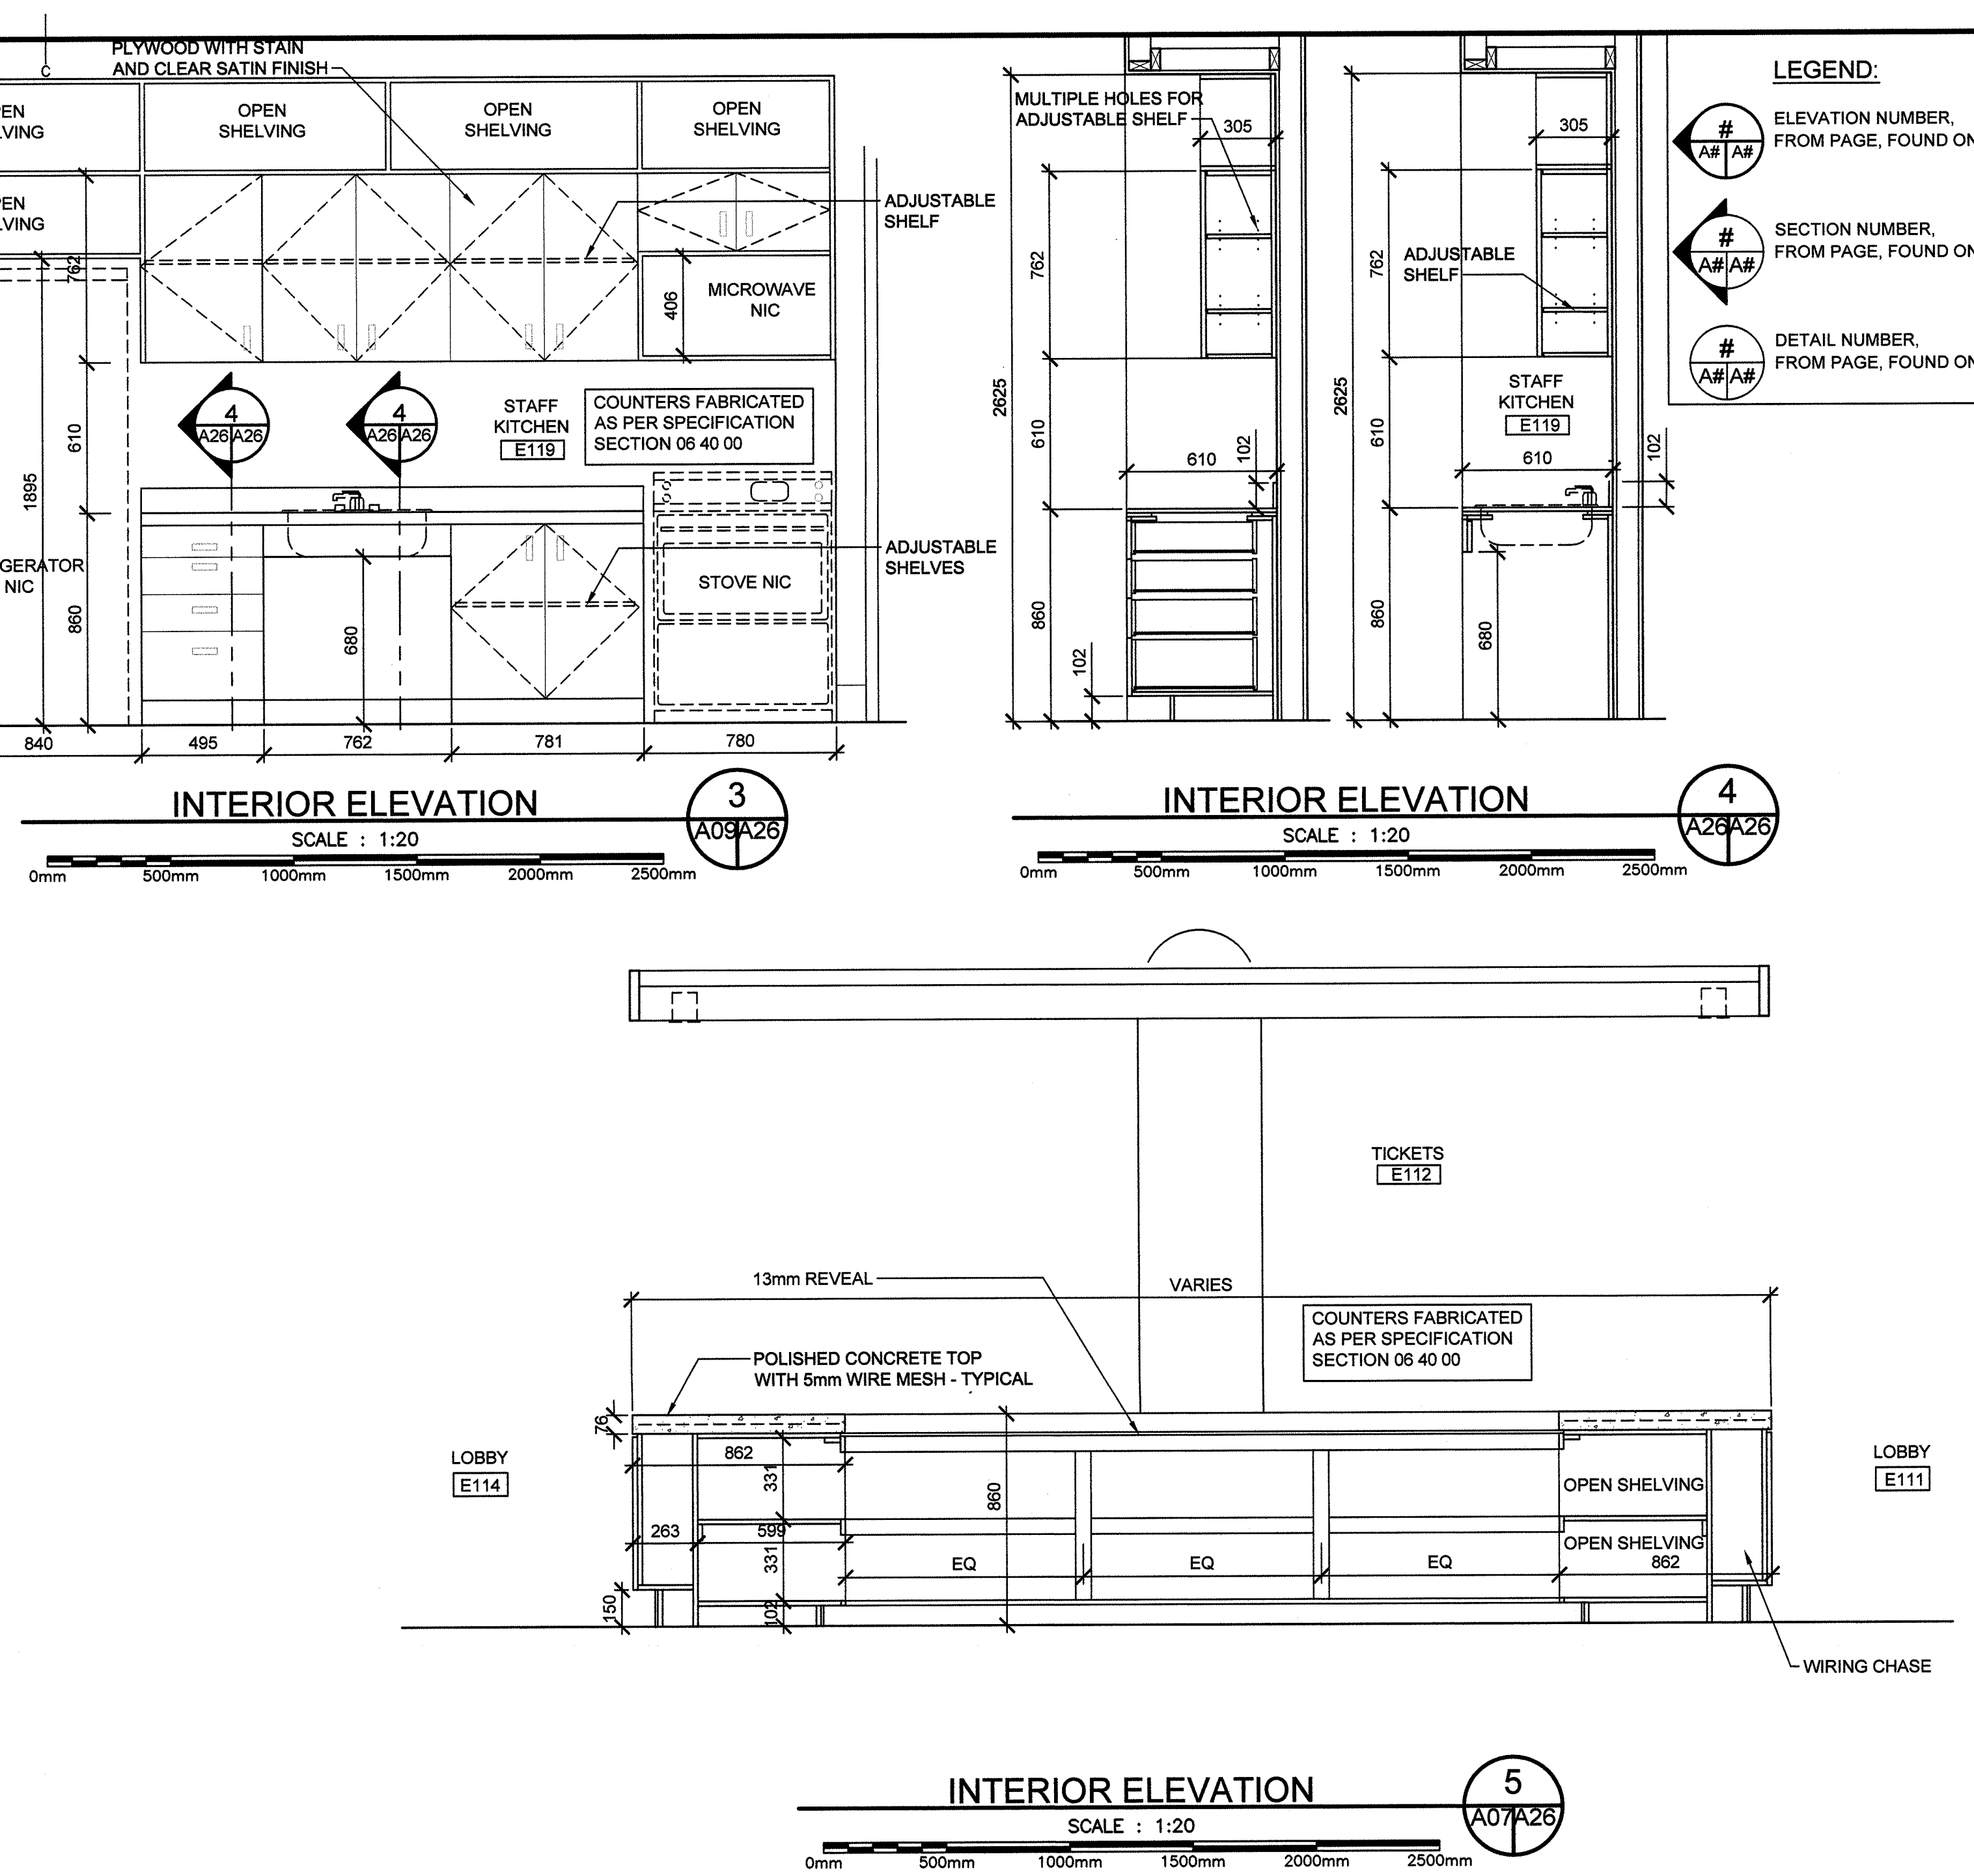 PLYWOOD WITH STAIN
AND CLEAR SATIN FINISH
C
OPEN
SHELVING
OPEN
SHELVING
OPEN
SHELVING
ADJUSTABLE
SHELF
762
406
MICROWAVE
NIC
4
A26 A26
4
A26 A26
STAFF
KITCHEN
E119
COUNTERS FABRICATED
AS PER SPECIFICATION
SECTION 06 40 00
610
1895
860
680
NIC
STOVE NIC
ADJUSTABLE
SHELVES
840
495
762
781
780
INTERIOR ELEVATION
3
A09 A26
SCALE : 1:20
0mm
500mm
1000mm
1500mm
2000mm
2500mm
MULTIPLE HOLES FOR
ADJUSTABLE SHELF
305
762
2625
610
610
102
860
102
305
762
ADJUSTABLE
SHELF
2625
STAFF
KITCHEN
E119
610
610
102
860
680
INTERIOR ELEVATION
4
A26 A26
SCALE : 1:20
0mm
500mm
1000mm
1500mm
2000mm
2500mm
LEGEND:
#
A# A#
ELEVATION NUMBER,
FROM PAGE, FOUND ON
#
A# A#
SECTION NUMBER,
FROM PAGE, FOUND ON
#
A# A#
DETAIL NUMBER,
FROM PAGE, FOUND ON
TICKETS
E112
13mm REVEAL
VARIES
COUNTERS FABRICATED
AS PER SPECIFICATION
SECTION 06 40 00
POLISHED CONCRETE TOP
WITH 5mm WIRE MESH - TYPICAL
76
LOBBY
E114
862
331
860
263
599
331
EQ
EQ
EQ
OPEN SHELVING
OPEN SHELVING
862
150
102
LOBBY
E111
WIRING CHASE
INTERIOR ELEVATION
5
A07 A26
SCALE : 1:20
0mm
500mm
1000mm
1500mm
2000mm
2500mm